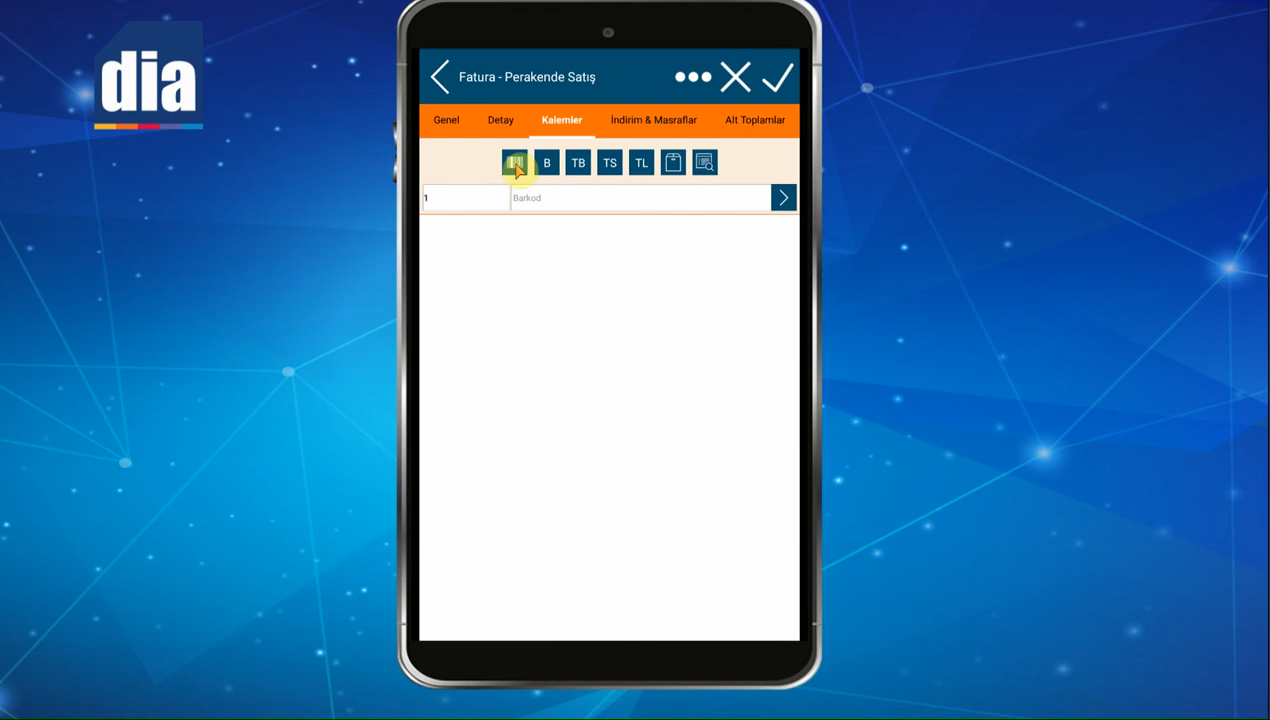 dia
Fatura - Perakende Satış
Genel Detay Kalemler İndirim & Masraflar Alt Toplamlar
B TB TS TL
1 Barkod